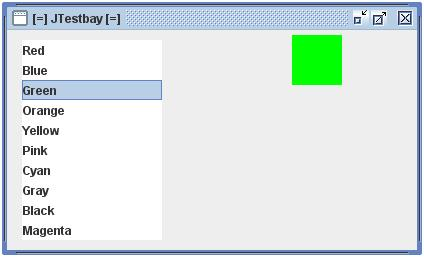 [=] JTestbay [=]
Red
Blue
Green
Orange
Yellow
Pink
Cyan
Gray
Black
Magenta